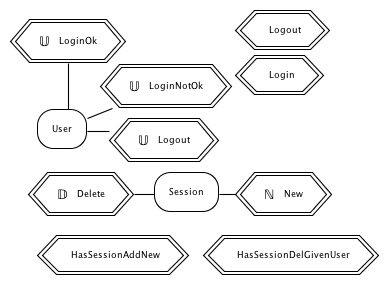 𝕌 LoginOk
Logout
Login
𝕌 LoginNotOk
User
𝕌 Logout
𝔻 Delete
Session
ℕ New
HasSessionAddNew
HasSessionDelGivenUser